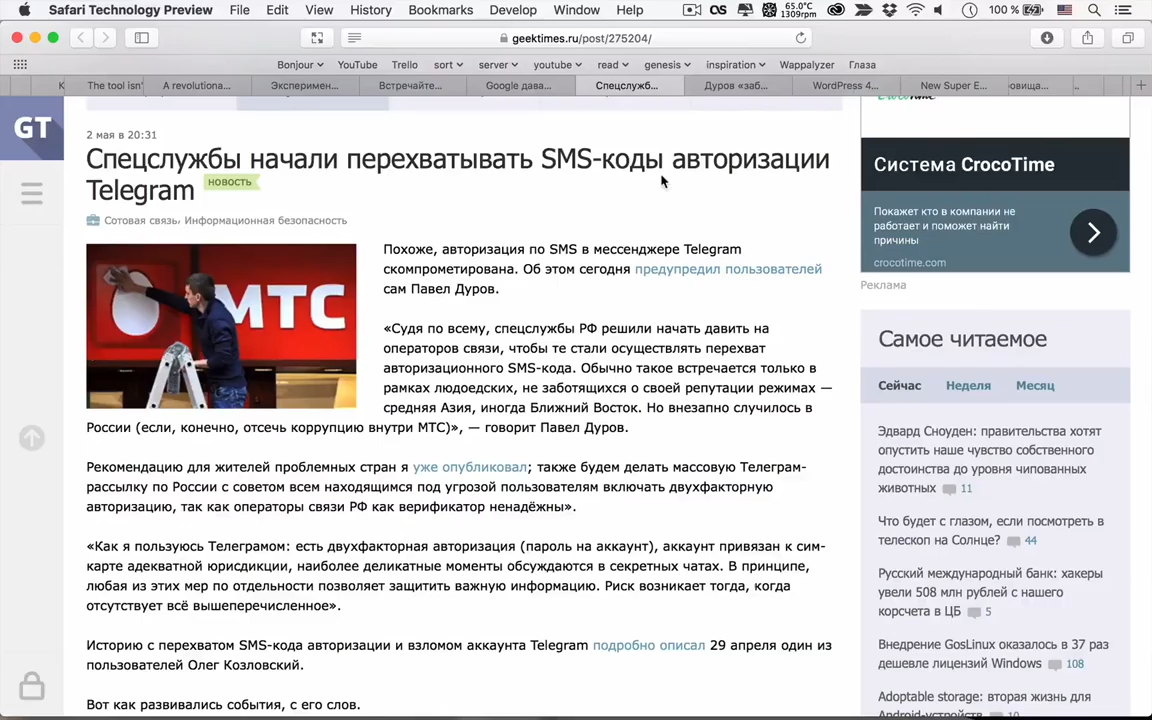 Safari Technology Preview File Edit View History Bookmarks Develop Window Help 65.0°C 1309rpm 100 %
geektimes.ru/post/275204/
Bonjour YouTube Trello sort server youtube read genesis inspiration Wappalyzer Глаза
The tool isn' A revolutiona... Эксперимен... Встречайте... Google дава... Спецслужб... Дуров «заб... WordPress 4... New Super E... овища...
GT
2 мая в 20:31
Спецслужбы начали перехватывать SMS-коды авторизации
Telegram новость
Сотовая связь, Информационная безопасность
МТС
Похоже, авторизация по SMS в мессенджере Telegram
скомпрометирована. Об этом сегодня предупредил пользователей
сам Павел Дуров.
«Судя по всему, спецслужбы РФ решили начать давить на
операторов связи, чтобы те стали осуществлять перехват
авторизационного SMS-кода. Обычно такое встречается только в
рамках людоедских, не заботящихся о своей репутации режимах —
средняя Азия, иногда Ближний Восток. Но внезапно случилось в
России (если, конечно, отсечь коррупцию внутри МТС)», — говорит Павел Дуров.
Рекомендацию для жителей проблемных стран я уже опубликовал; также будем делать массовую Телеграм-
рассылку по России с советом всем находящимся под угрозой пользователям включать двухфакторную
авторизацию, так как операторы связи РФ как верификатор ненадёжны».
«Как я пользуюсь Телеграмом: есть двухфакторная авторизация (пароль на аккаунт), аккаунт привязан к сим-
карте адекватной юрисдикции, наиболее деликатные моменты обсуждаются в секретных чатах. В принципе,
любая из этих мер по отдельности позволяет защитить важную информацию. Риск возникает тогда, когда
отсутствует всё вышеперечисленное».
Историю с перехватом SMS-кода авторизации и взломом аккаунта Telegram подробно описал 29 апреля один из
пользователей Олег Козловский.
Вот как развивались события, с его слов.
Система CrocoTime
Покажет кто в компании не
работает и поможет найти
причины
crocotime.com
Реклама
Самое читаемое
Сейчас Неделя Месяц
Эдвард Сноуден: правительства хотят
опустить наше чувство собственного
достоинства до уровня чипованных
животных 11
Что будет с глазом, если посмотреть в
телескоп на Солнце? 44
Русский международный банк: хакеры
увели 508 млн рублей с нашего
корсчета в ЦБ 5
Внедрение GosLinux оказалось в 37 раз
дешевле лицензий Windows 108
Adoptable storage: вторая жизнь для
Android-устройств 10